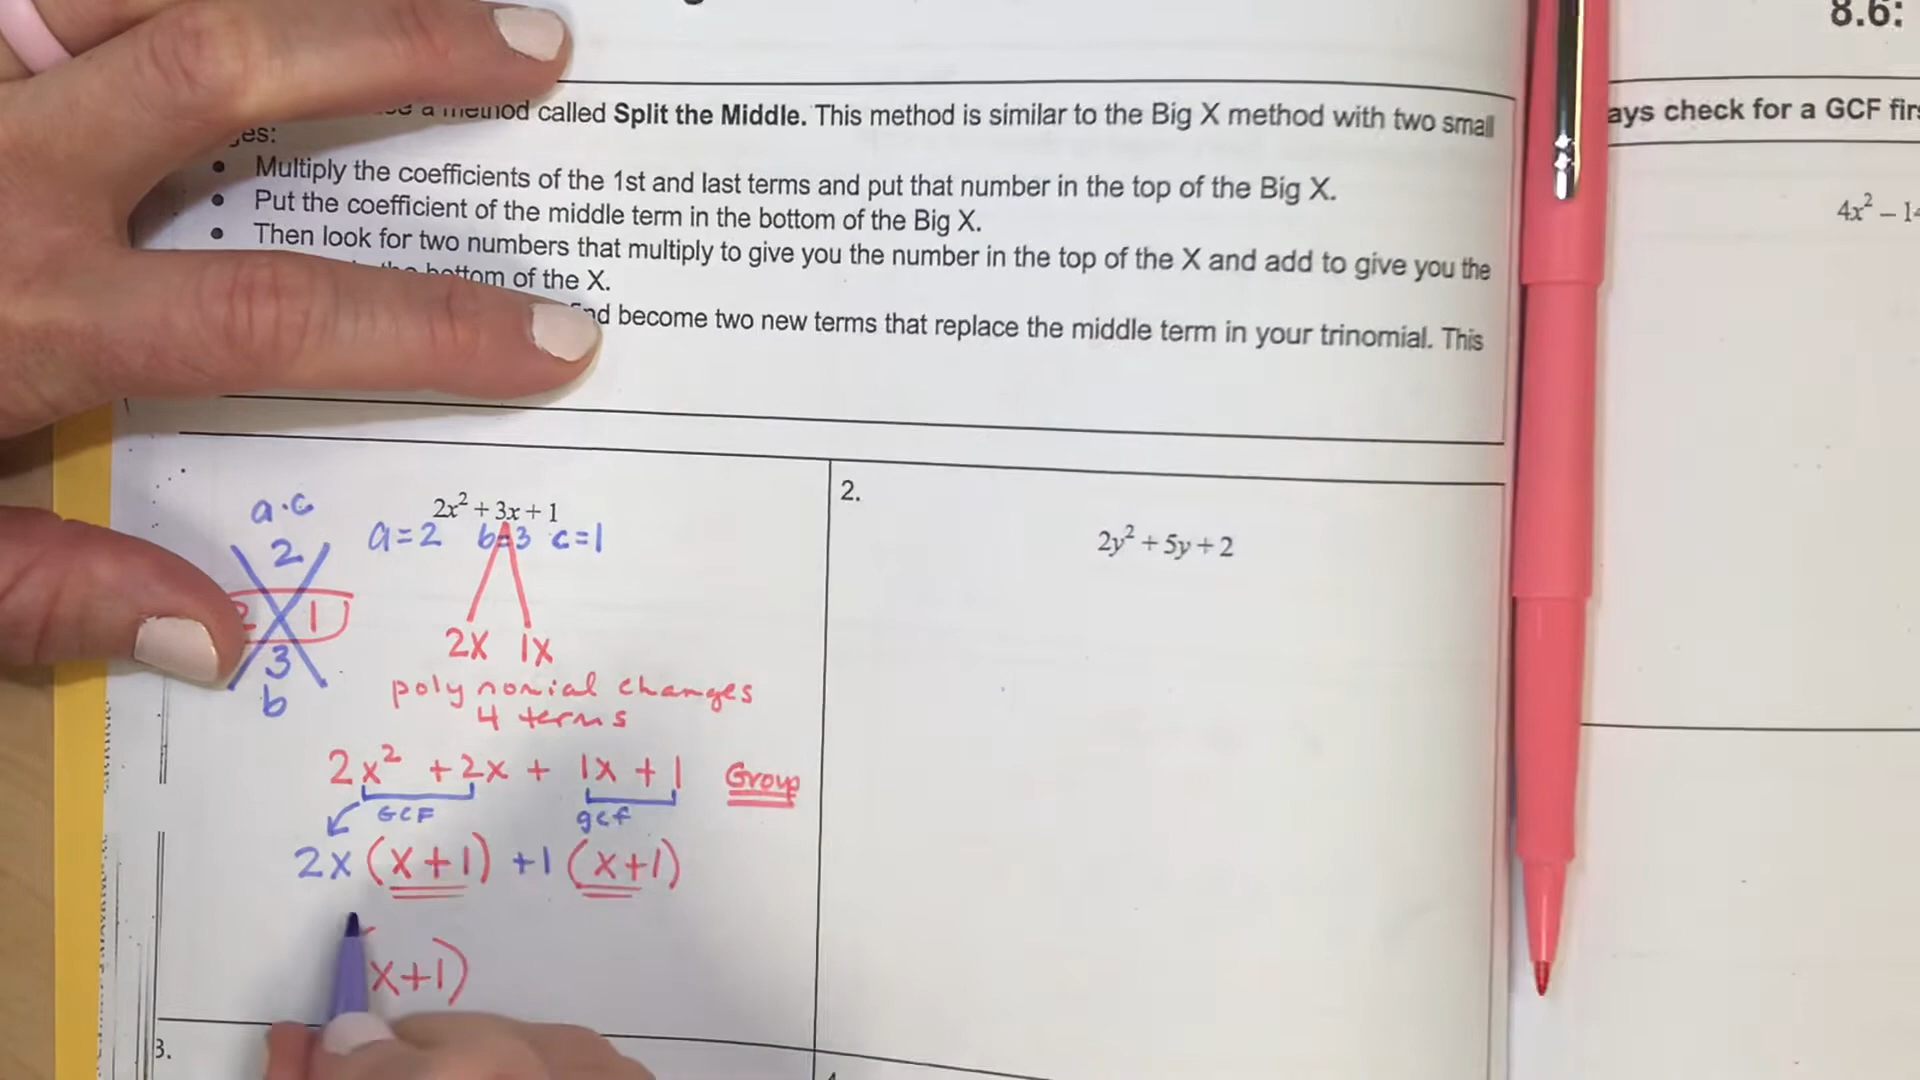 8.6:
a method called Split the Middle. This method is similar to the Big X method with two small
es:
• Multiply the coefficients of the 1st and last terms and put that number in the top of the Big X.
• Put the coefficient of the middle term in the bottom of the Big X.
• Then look for two numbers that multiply to give you the number in the top of the X and add to give you the
bottom of the X.
become two new terms that replace the middle term in your trinomial. This
ays check for a GCF firs
4x² – 14
a·c
2
2 1
3
b
2x² + 3x + 1
a=2 b=3 c=1
2x 1x
polynomial changes
4 terms
2x² + 2x + 1x + 1 Group
GCF gcf
2x (x+1) +1 (x+1)
(x+1)
2.
2y² + 5y + 2
3.